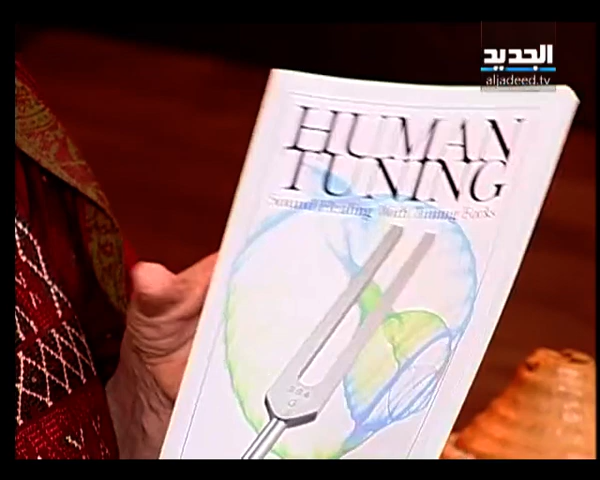 الجديد
aljadeed.tv
HUMAN
TUNING
Sound Healing With Tuning Forks
G